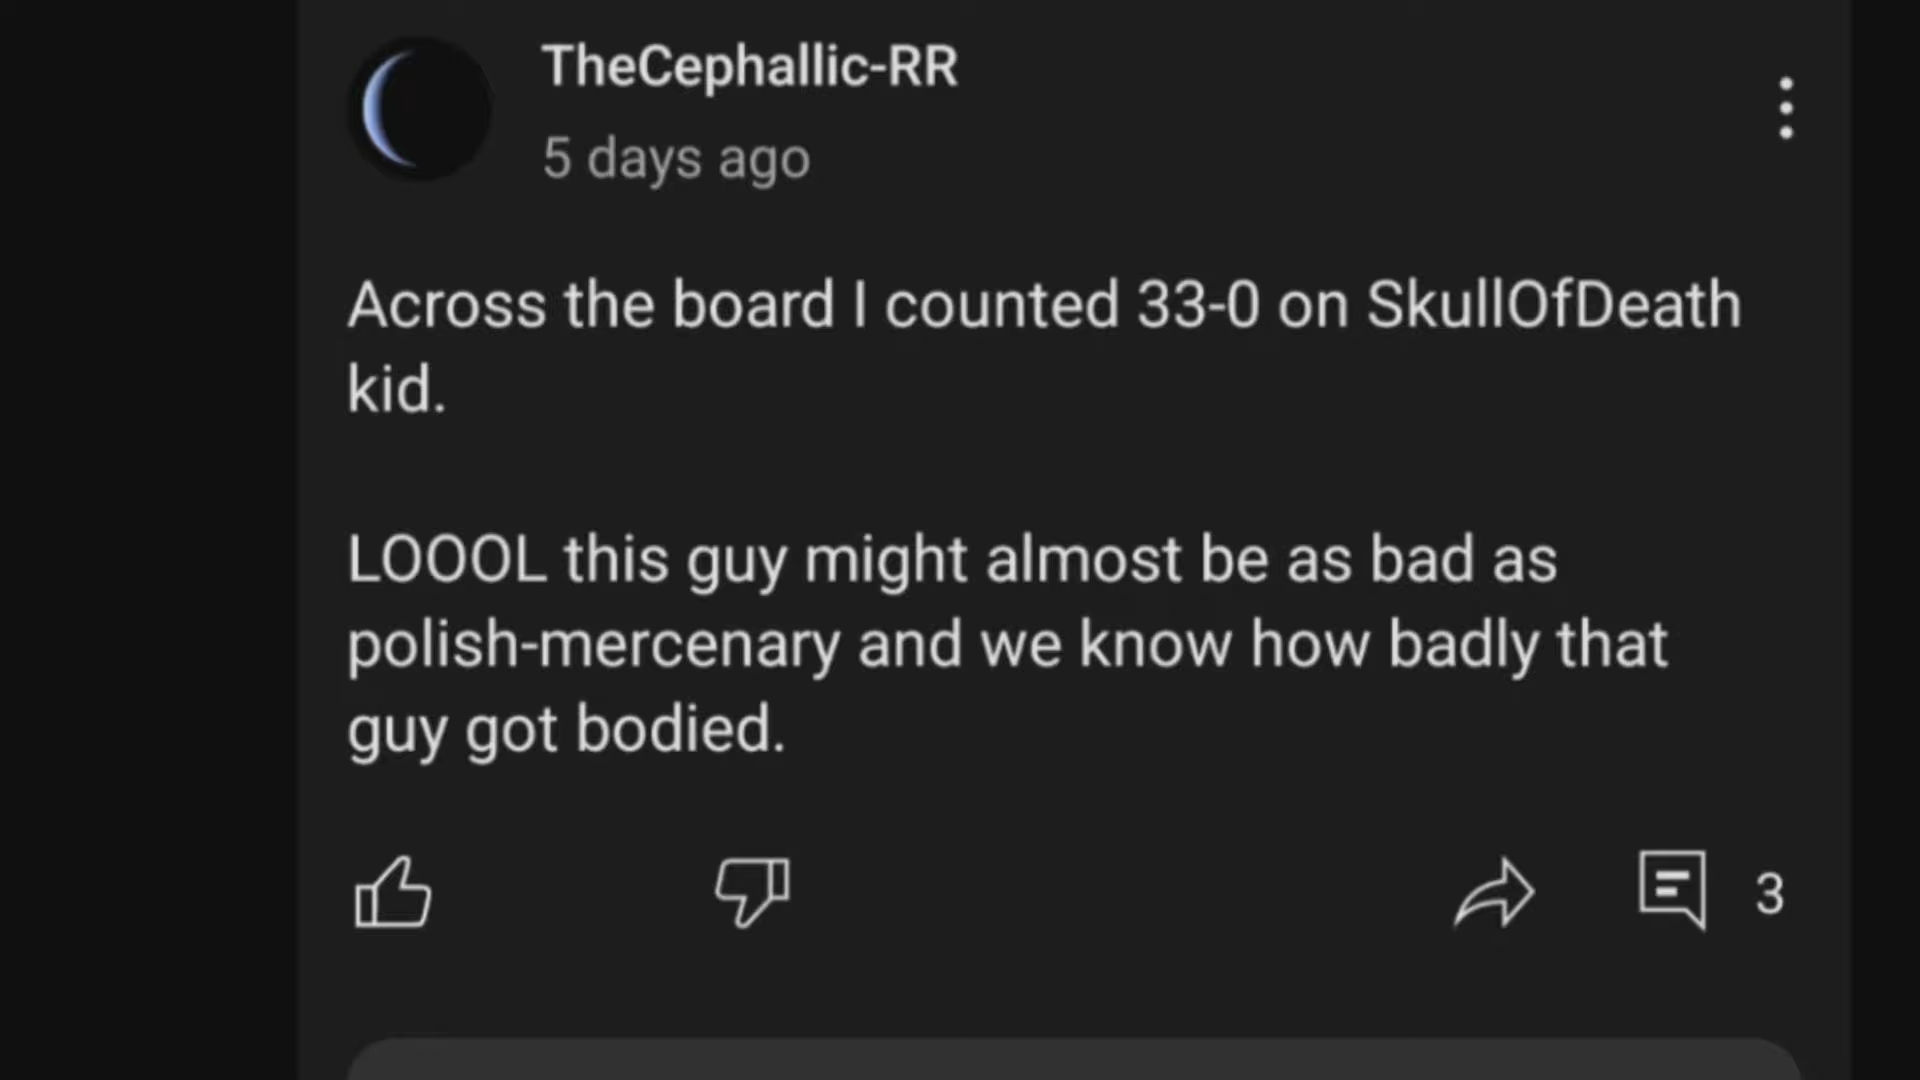 TheCephallic-RR
5 days ago
Across the board I counted 33-0 on SkullOfDeath
kid.
LOOOL this guy might almost be as bad as
polish-mercenary and we know how badly that
guy got bodied.
3